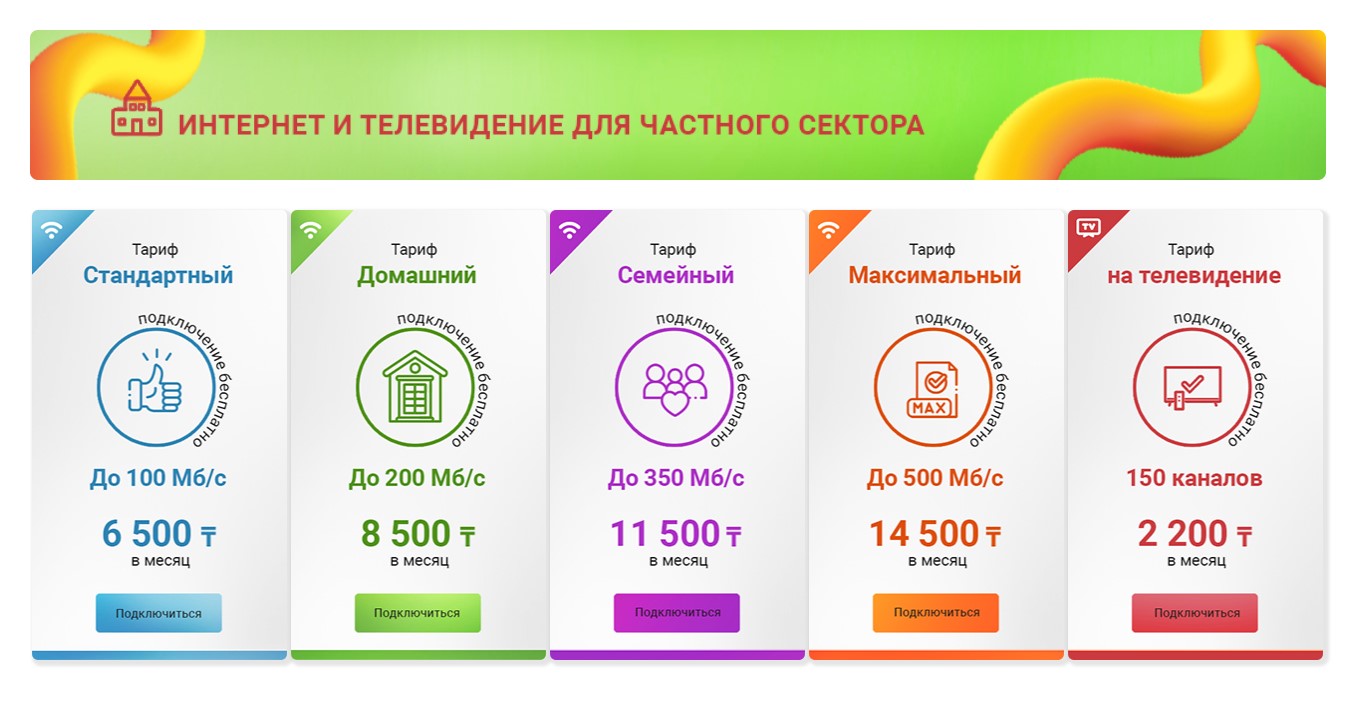 ИНТЕРНЕТ И ТЕЛЕВИДЕНИЕ ДЛЯ ЧАСТНОГО СЕКТОРА
Тариф
Стандартный
подключение бесплатно
До 100 Мб/с
6 500 ₸
в месяц
Подключиться
Тариф
Домашний
подключение бесплатно
До 200 Мб/с
8 500 ₸
в месяц
Подключиться
Тариф
Семейный
подключение бесплатно
До 350 Мб/с
11 500 ₸
в месяц
Подключиться
Тариф
Максимальный
подключение бесплатно
MAX
До 500 Мб/с
14 500 ₸
в месяц
Подключиться
TV
Тариф
на телевидение
подключение бесплатно
150 каналов
2 200 ₸
в месяц
Подключиться